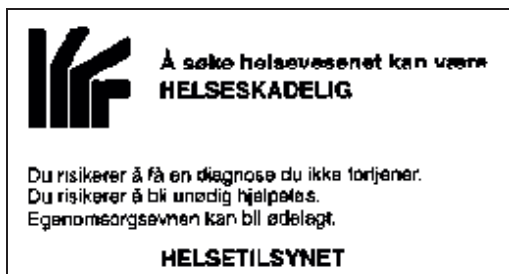 Å søke helsevesenet kan være
HELSESKADELIG
Du risikerer å få en diagnose du ikke fortjener.
Du risikerer å bli unødig hjelpeløs.
Egenomsorgsevnen kan bli ødelagt.
HELSETILSYNET